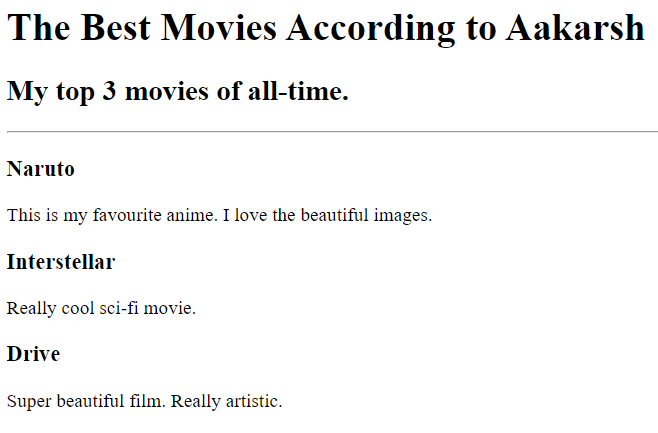 The Best Movies According to Aakarsh
My top 3 movies of all-time.
Naruto
This is my favourite anime. I love the beautiful images.
Interstellar
Really cool sci-fi movie.
Drive
Super beautiful film. Really artistic.